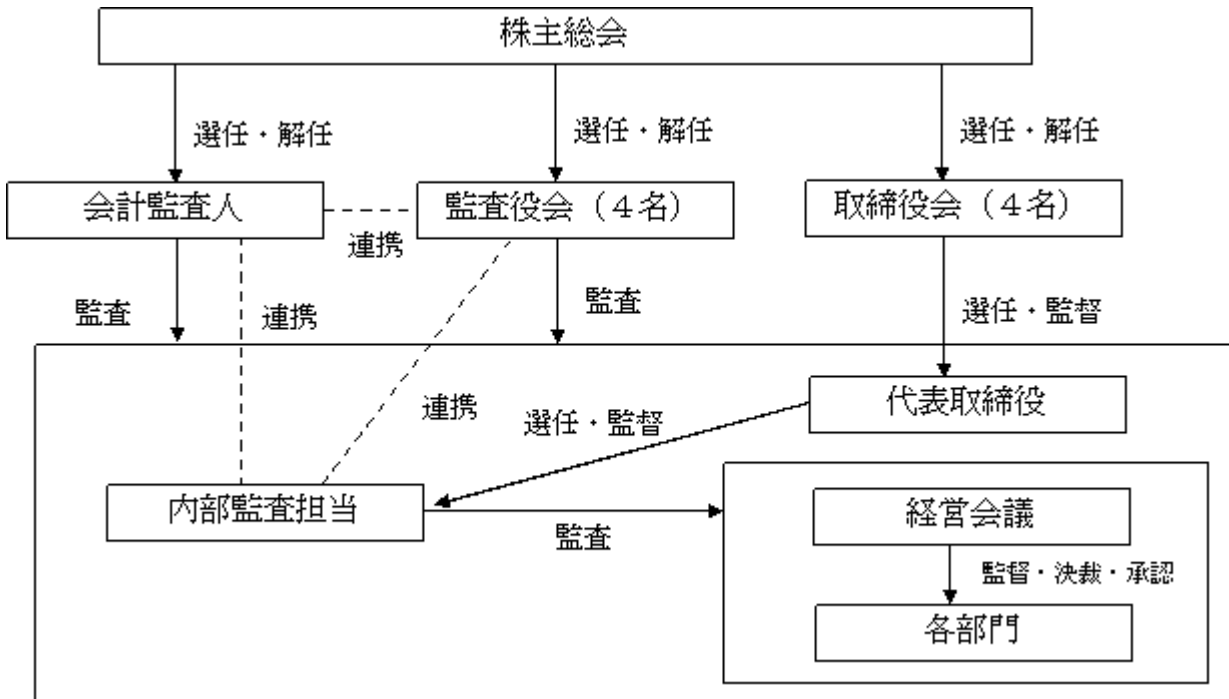 株主総会
選任・解任
選任・解任
選任・解任
会計監査人
監査役会（４名）
取締役会（４名）
連携
監査
連携
監査
選任・監督
代表取締役
連携
選任・監督
内部監査担当
監査
経営会議
監督・決裁・承認
各部門